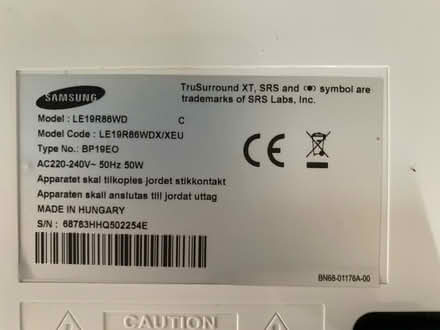 SAMSUNG
TruSurround XT, SRS and (●) symbol are
trademarks of SRS Labs, Inc.
Model : LE19R86WD C
Model Code : LE19R86WDX/XEU
Type No.: BP19EO
AC220-240V~ 50Hz 50W
Apparatet skal tilkoples jordet stikkontakt
Apparaten skall anslutas till jordat uttag
MADE IN HUNGARY
S/N : 68783HHQ502254E
BN68-01176A-00
CAUTION